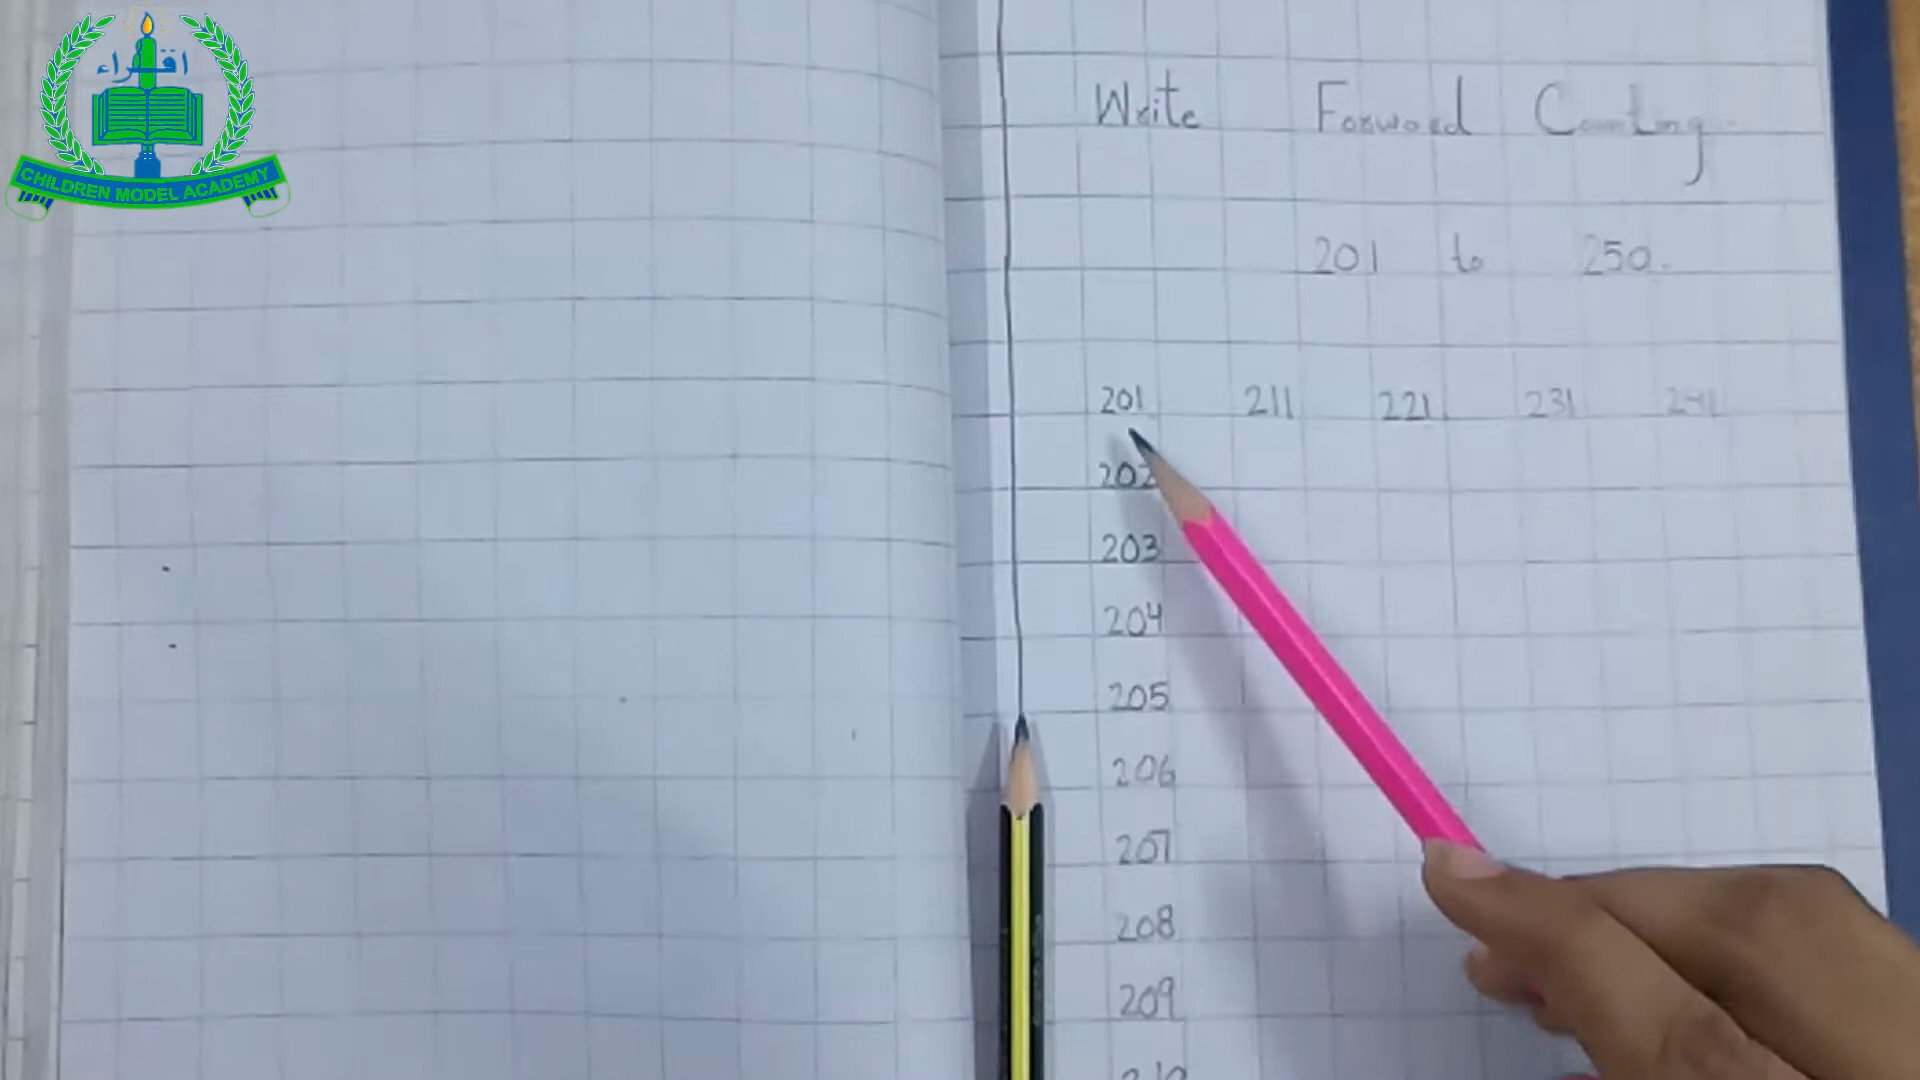 اقراء
CHILDREN MODEL ACADEMY
Write Forward Counting
201 to 250.
201 211 221 231 241
202
203
204
205
206
207
208
209
210